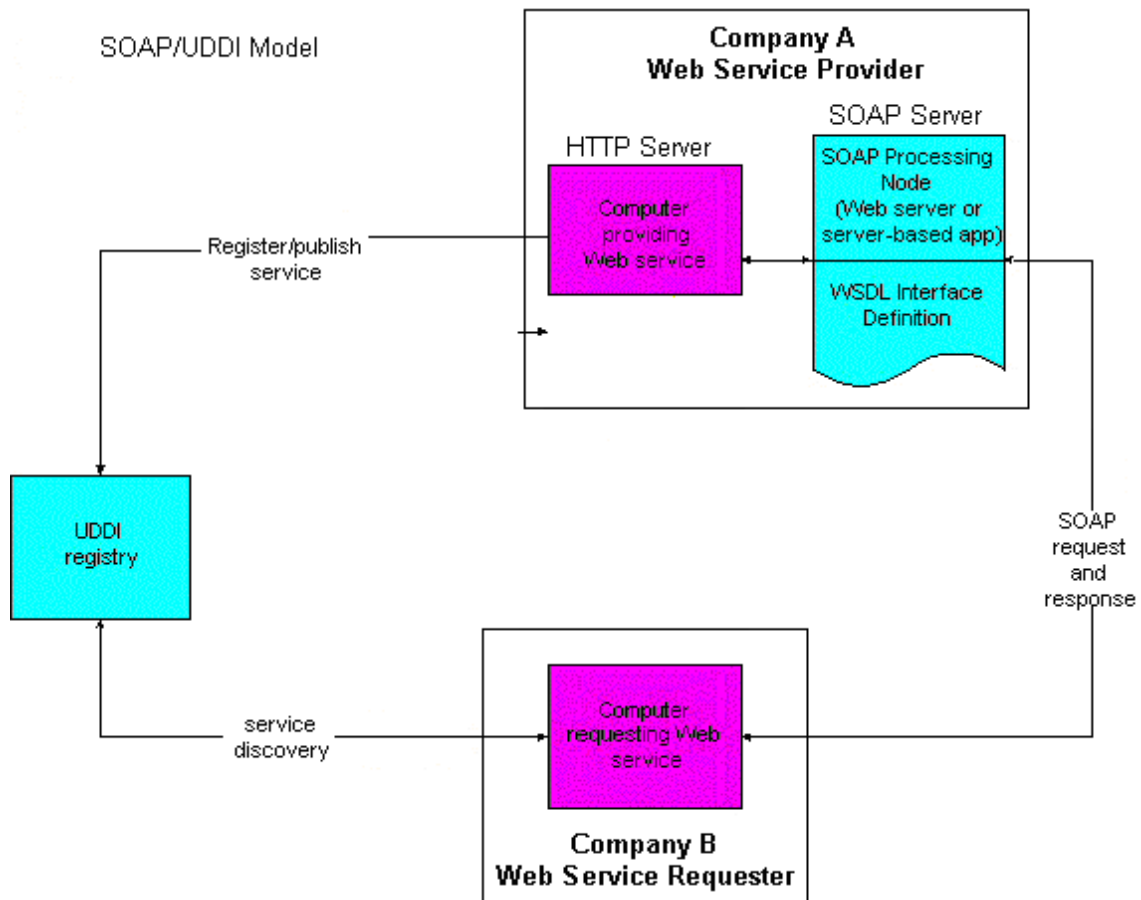 SOAP/UDDI Model
Company A
Web Service Provider
HTTP Server
SOAP Server
Computer
providing
Web service
SOAP Processing
Node
(Web server or
server-based app)
WSDL Interface
Definition
Register/publish
service
UDDI
registry
SOAP
request
and
response
service
discovery
Computer
requesting Web
service
Company B
Web Service Requester